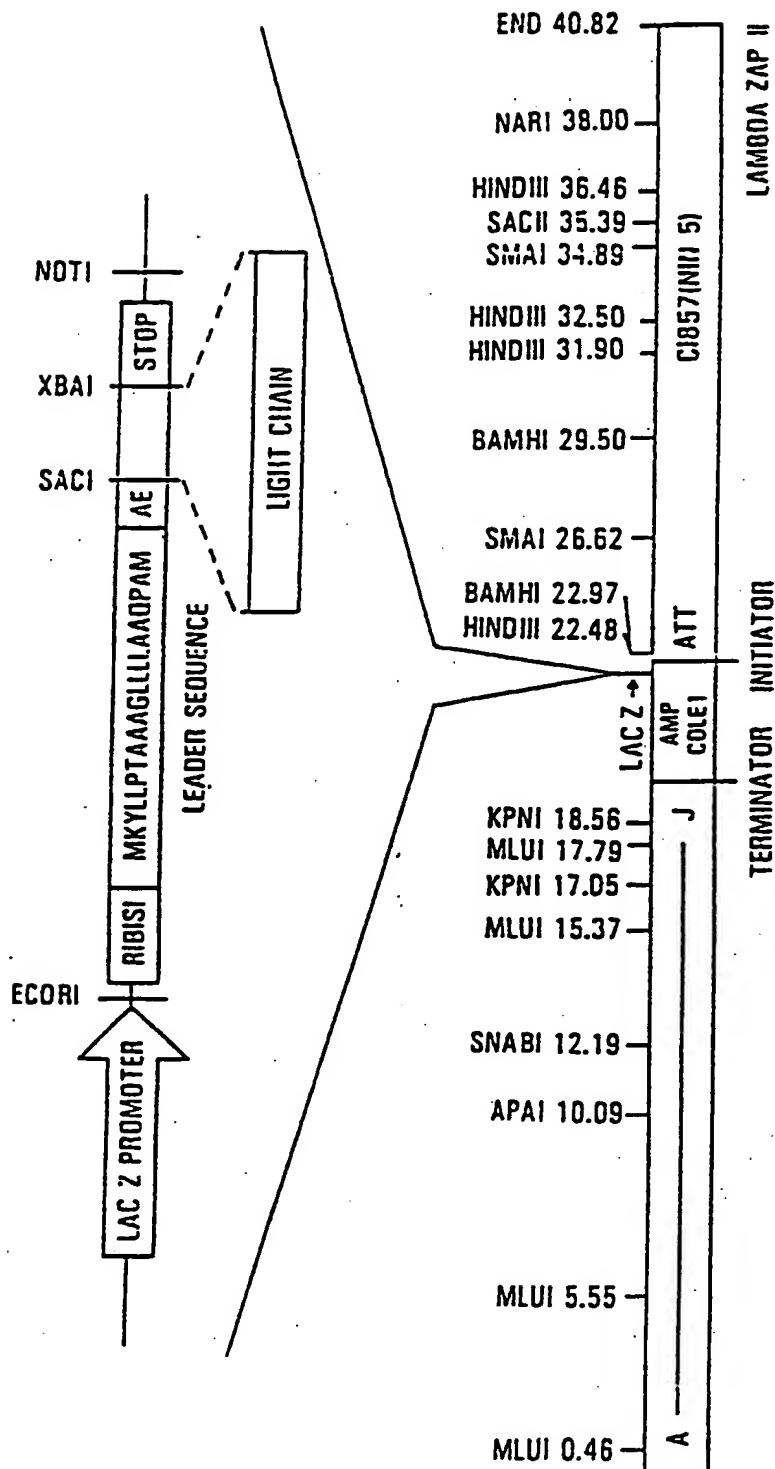 NOTI
STOP
XBAI
SACI
AE
LIGHT CHAIN
MKYLLPTAAAGLLLLAAQPAM
LEADER SEQUENCE
RIBISI
ECORI
LAC Z PROMOTER
END 40.82
NARI 38.00
HINDIII 36.46
SACII 35.39
SMAI 34.89
HINDIII 32.50
HINDIII 31.90
BAMHI 29.50
SMAI 26.62
BAMHI 22.97
HINDIII 22.48
LAC Z →
KPNI 18.56
MLUI 17.79
KPNI 17.05
MLUI 15.37
SNABI 12.19
APAI 10.09
MLUI 5.55
MLUI 0.46
CI857(NIN 5)
ATT
AMP
COLE1
J
A
LAMBDA ZAP II
INITIATOR
TERMINATOR